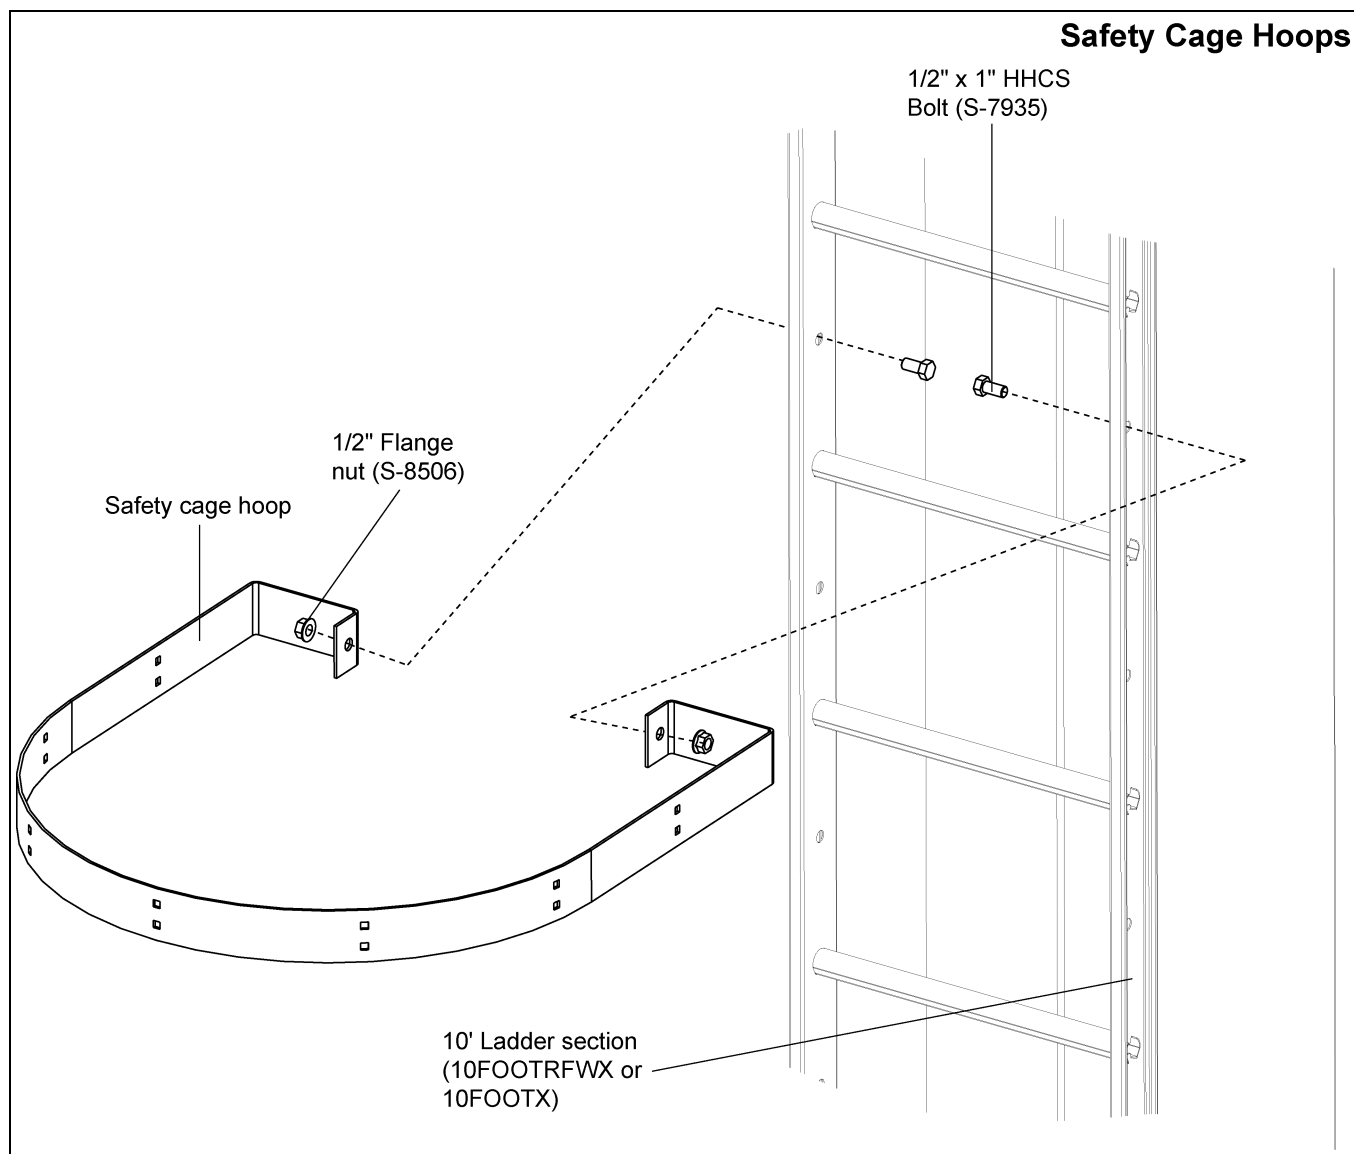 Safety Cage Hoops
1/2" x 1" HHCS
Bolt (S-7935)
1/2" Flange
nut (S-8506)
Safety cage hoop
10' Ladder section
(10FOOTRFWX or
10FOOTX)